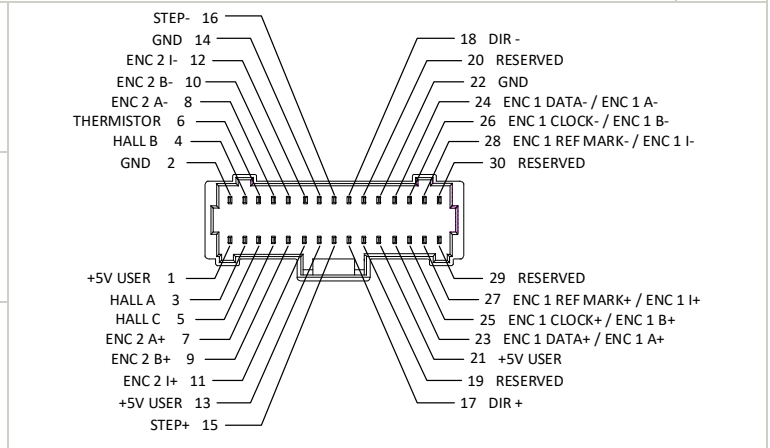 STEP- 16
GND 14
ENC 2 I- 12
ENC 2 B- 10
ENC 2 A- 8
THERMISTOR 6
HALL B 4
GND 2
18 DIR -
20 RESERVED
22 GND
24 ENC 1 DATA- / ENC 1 A-
26 ENC 1 CLOCK- / ENC 1 B-
28 ENC 1 REF MARK- / ENC 1 I-
30 RESERVED
+5V USER 1
HALL A 3
HALL C 5
ENC 2 A+ 7
ENC 2 B+ 9
ENC 2 I+ 11
+5V USER 13
STEP+ 15
29 RESERVED
27 ENC 1 REF MARK+ / ENC 1 I+
25 ENC 1 CLOCK+ / ENC 1 B+
23 ENC 1 DATA+ / ENC 1 A+
21 +5V USER
19 RESERVED
17 DIR +